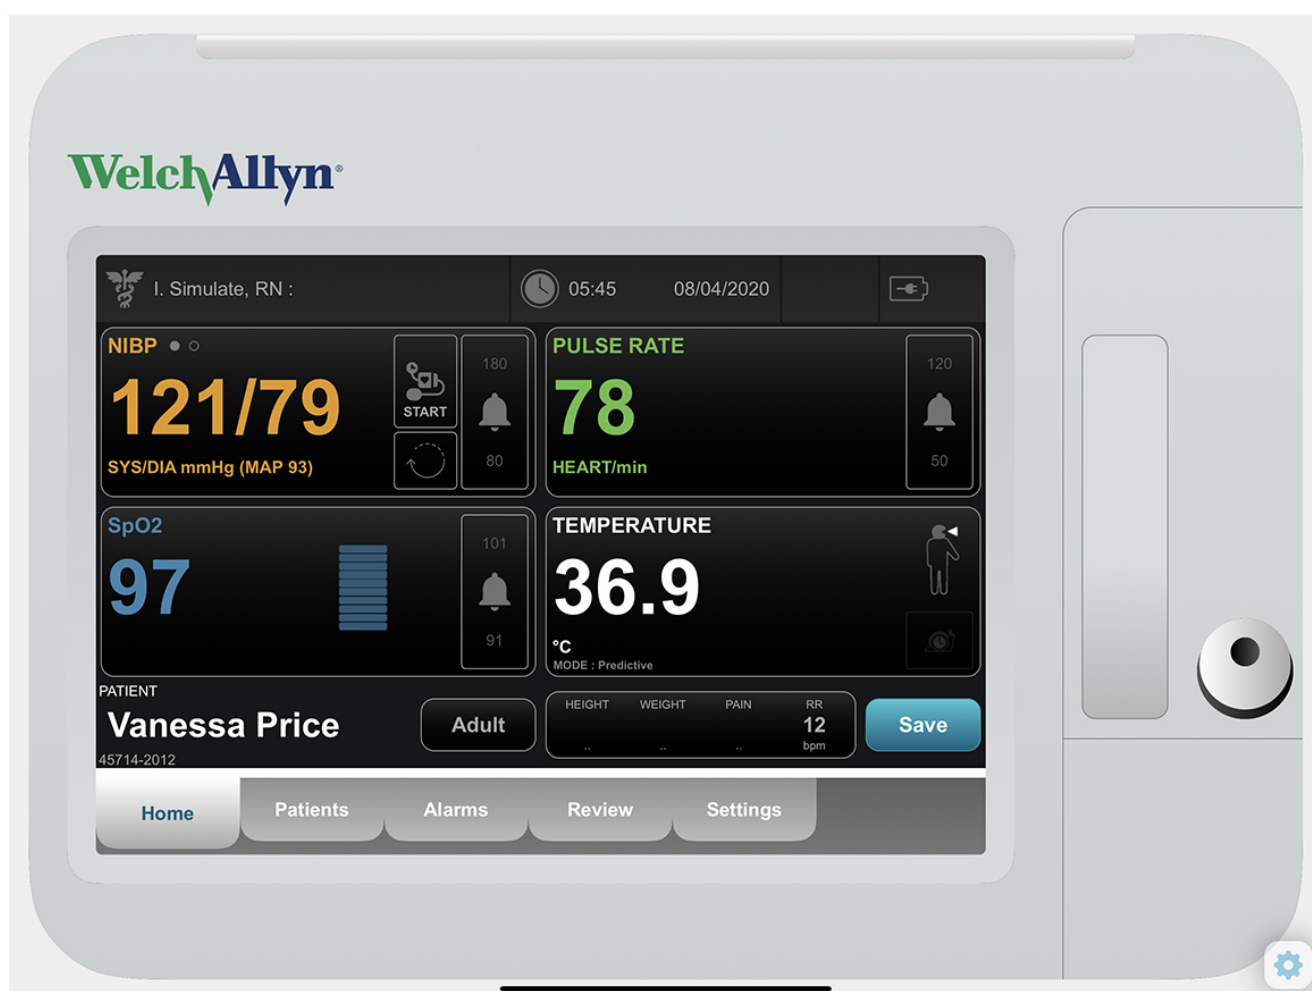 WelchAllyn®
I. Simulate, RN :
05:45
08/04/2020
NIBP
121/79
SYS/DIA mmHg (MAP 93)
START
180
80
PULSE RATE
78
HEART/min
120
50
SpO2
97
101
91
TEMPERATURE
36.9
°C
MODE : Predictive
PATIENT
Vanessa Price
45714-2012
Adult
HEIGHT WEIGHT PAIN RR
.. .. .. 12
bpm
Save
Home Patients Alarms Review Settings